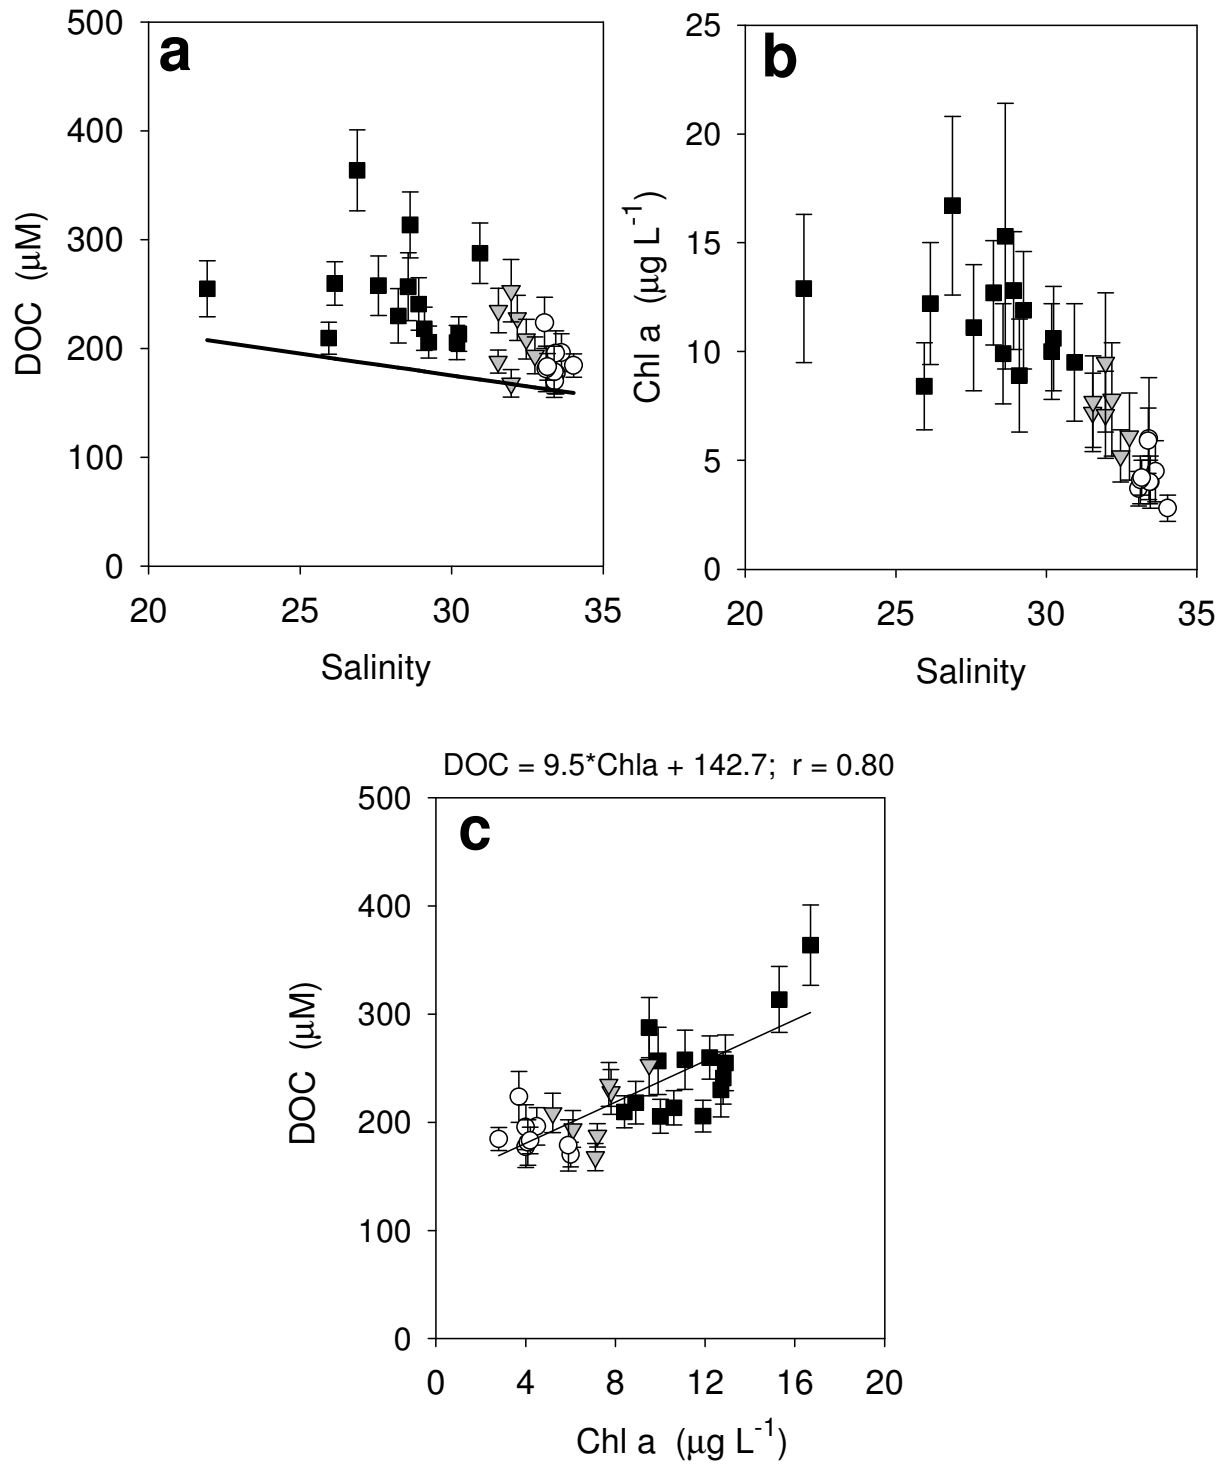 a
500
400
300
200
100
0
DOC (μM)
20 25 30 35
Salinity
b
25
20
15
10
5
0
Chl a (μg L-1)
20 25 30 35
Salinity
DOC = 9.5*Chla + 142.7; r = 0.80
c
500
400
300
200
100
0
DOC (μM)
0 4 8 12 16 20
Chl a (μg L-1)